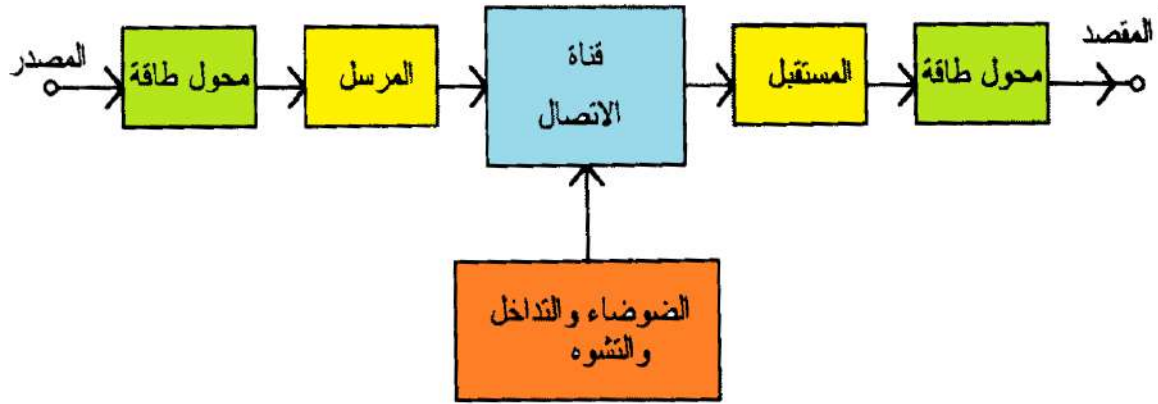 المصدر
محول طاقة
المرسل
قناة
الاتصال
المستقبل
محول طاقة
المقصد
الضوضاء والتداخل
والتشوه